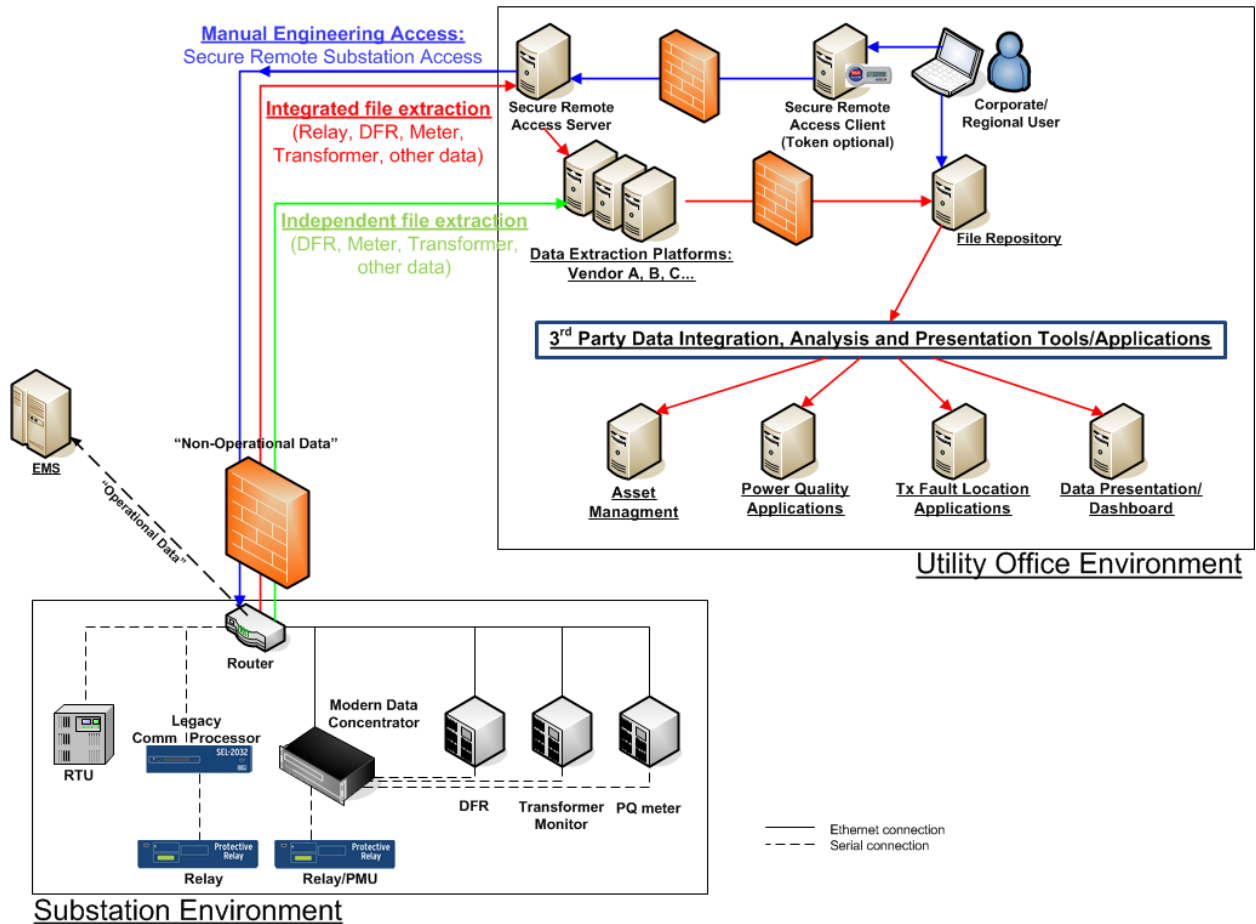 Manual Engineering Access:
Secure Remote Substation Access
Integrated file extraction
(Relay, DFR, Meter,
Transformer, other data)
Independent file extraction
(DFR, Meter, Transformer,
other data)
Secure Remote
Access Server
Secure Remote
Access Client
(Token optional)
Corporate/
Regional User
Data Extraction Platforms:
Vendor A, B, C...
File Repository
3rd Party Data Integration, Analysis and Presentation Tools/Applications
Asset
Managment
Power Quality
Applications
Tx Fault Location
Applications
Data Presentation/
Dashboard
Utility Office Environment
EMS
“Non-Operational Data”
“Operational Data”
Router
RTU
Legacy
Comm Processor
SEL-2032
Modern Data
Concentrator
DFR
Transformer
Monitor
PQ meter
Protective
Relay
Relay
Protective
Relay
Relay/PMU
Ethernet connection
Serial connection
Substation Environment